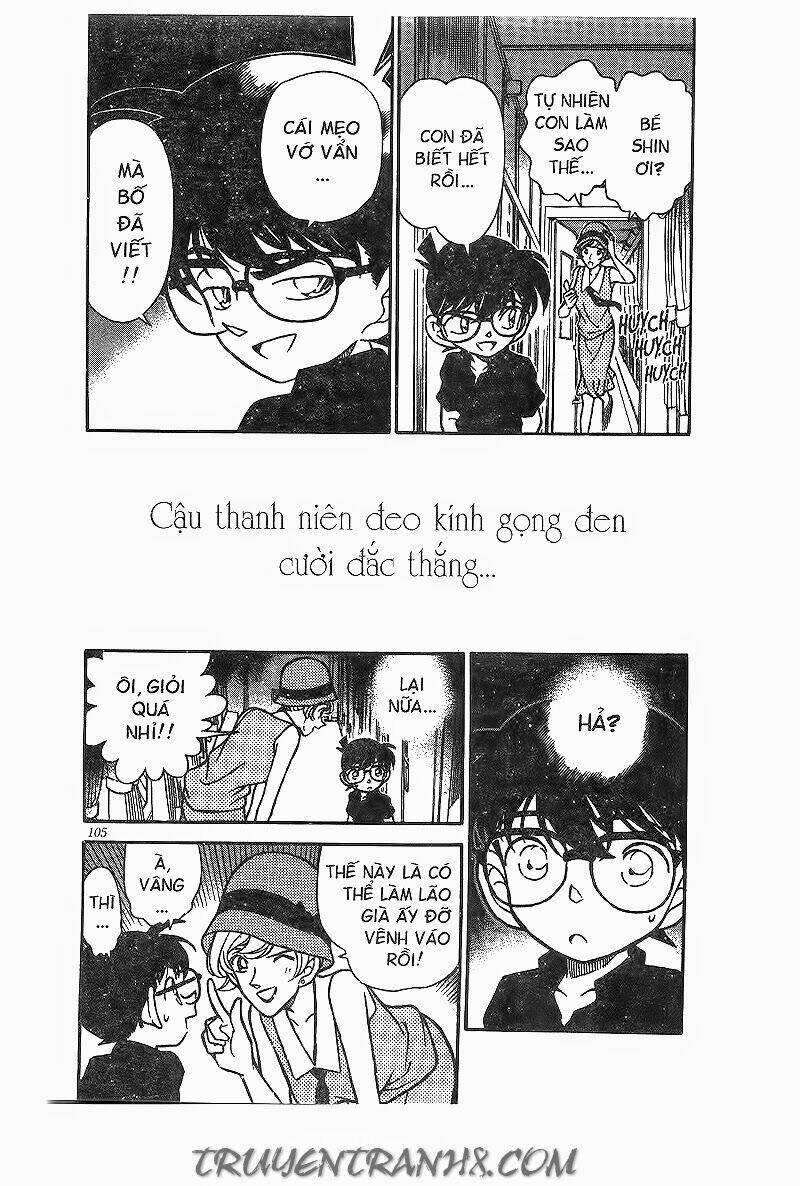 BÉ
SHIN
ƠI?
TỰ NHIÊN
CON LÀM
SAO
THẾ...
HUỴCH
HUỴCH
HUỴCH
CON ĐÃ
BIẾT HẾT
RỒI...
CÁI MẸO
VỚ VẨN
...
MÀ
BỐ
ĐÃ
VIẾT
!!
Cậu thanh niên đeo kính gọng đen
cười đắc thắng...
HẢ?
LẠI
NỮA...
ÔI, GIỎI
QUÁ
NHỈ!!
105
THẾ NÀY LÀ CÓ
THỂ LÀM LÃO
GIÀ ẤY ĐỠ
VÊNH VÁO
RỒI!
À,
VÂNG
...
THÌ
...
TRUYENTRANH8.COM